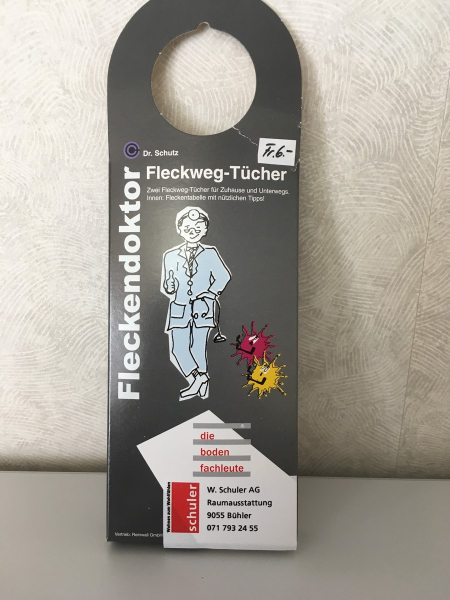 Dr. Schutz
Fr. 6.-
Fleckweg-Tücher
Zwei Fleckweg-Tücher für Zuhause und Unterwegs.
Innen: Fleckentabelle mit nützlichen Tipps!
Fleckendoktor
die
boden
fachleute
schuler
W. Schuler AG
Raumausstattung
9055 Bühler
071 793 24 55
Vertrieb: